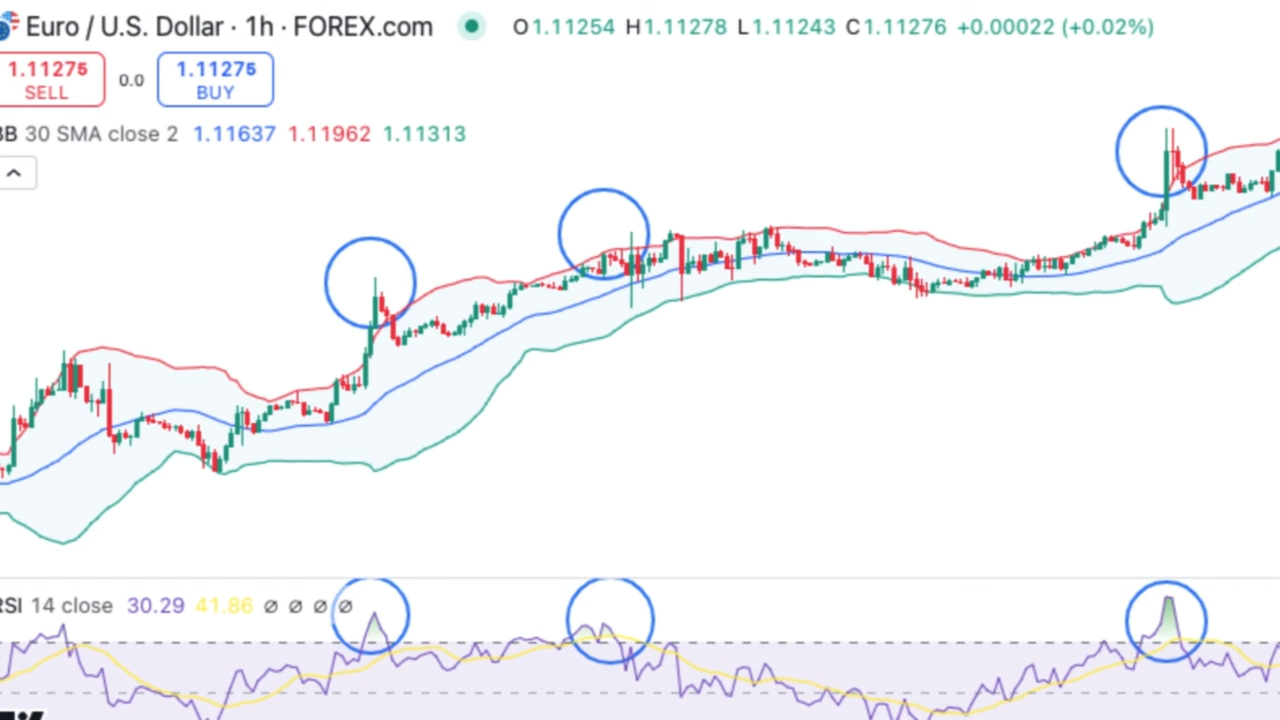 Euro / U.S. Dollar · 1h · FOREX.com O1.11254 H1.11278 L1.11243 C1.11276 +0.00022 (+0.02%)
1.11275 0.0 1.11275
SELL BUY
BB 30 SMA close 2 1.11637 1.11962 1.11313
RSI 14 close 30.29 41.86 ∅ ∅ ∅ ∅